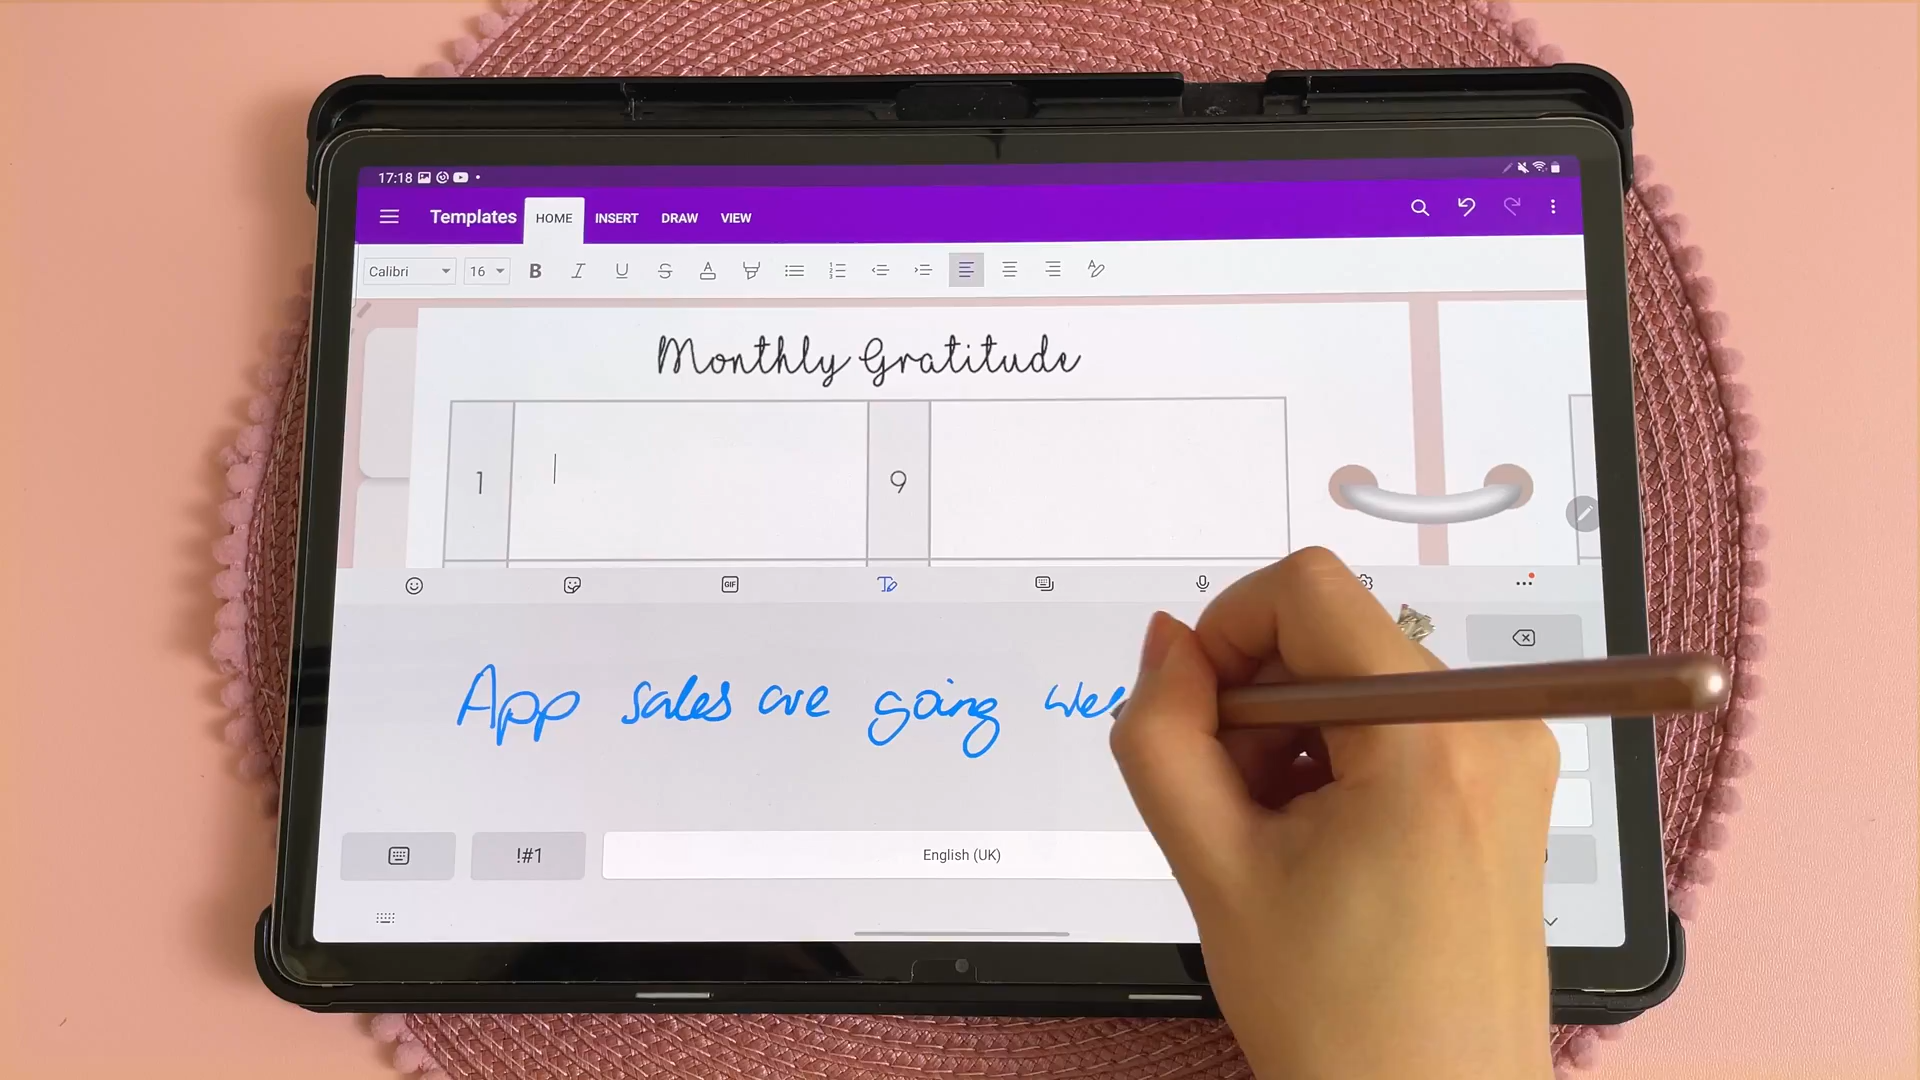 17:18
Templates HOME INSERT DRAW VIEW
Calibri 16 B I U
Monthly Gratitude
1 9
GIF
App sales are going
!#1 English (UK)